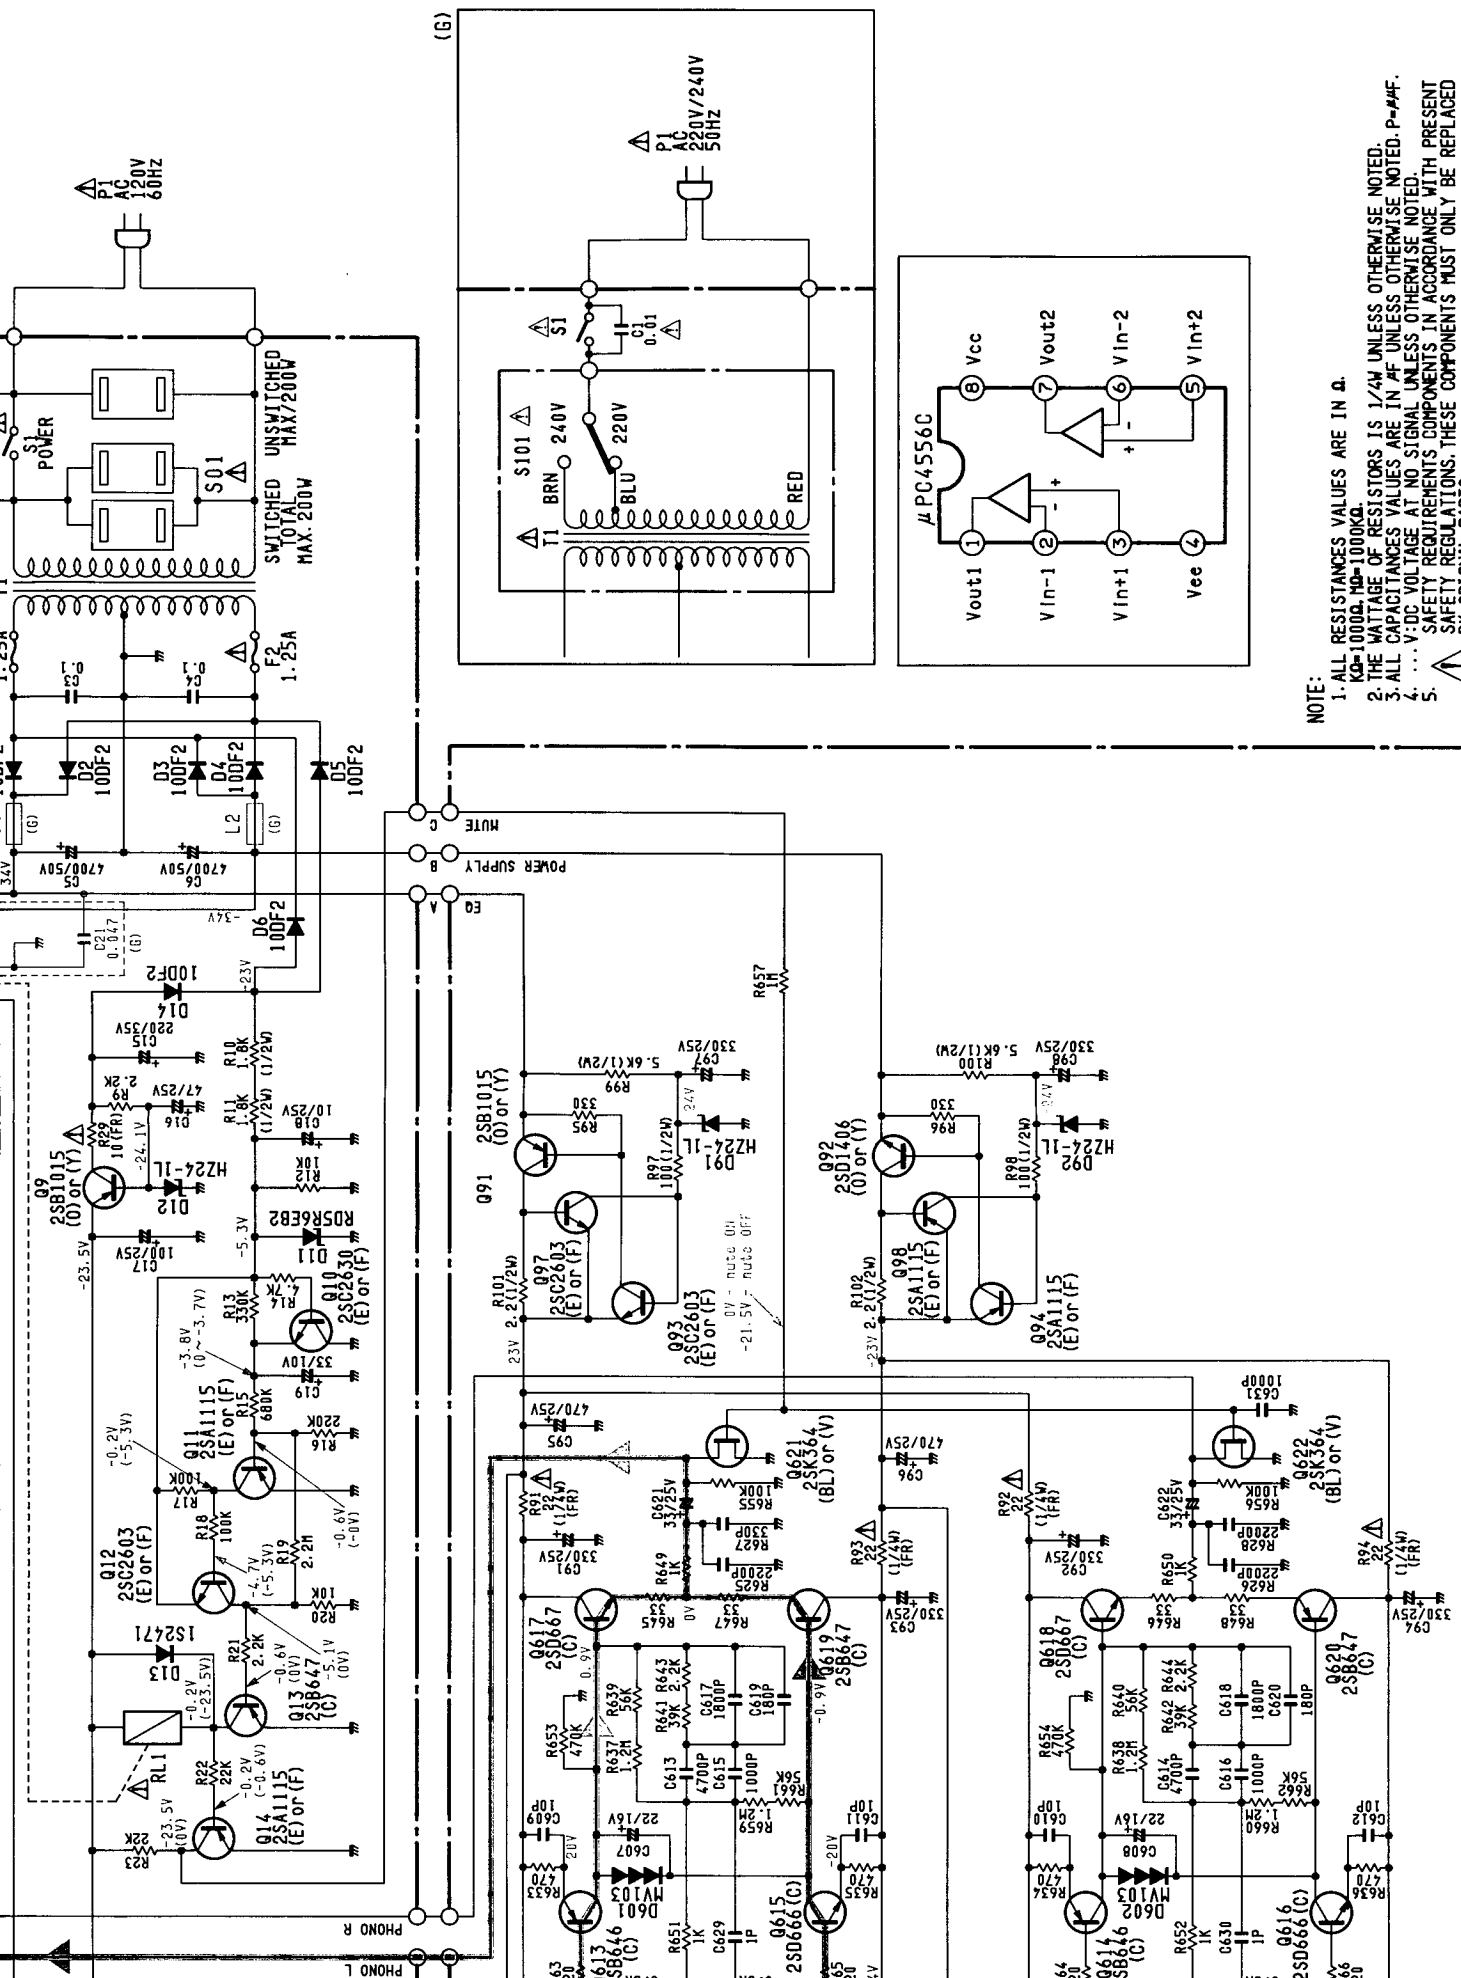 (G)
P1
AC
120V
60Hz
P1
AC
220V/240V
50Hz
S1
POWER
UNSWITCHED
MAX/200W
SO1
SWITCHED
TOTAL
MAX.200W
S1
C1
0.01
S101
240V
220V
BRN
BLU
RED
T1
μPC4556C
8 Vcc
7 Vout2
6 Vin-2
5 Vin+2
Vout1 1
Vin-1 2
Vin+1 3
Vee 4
NOTE:
1. ALL RESISTANCES VALUES ARE IN Ω.
KΩ=1000Ω, MΩ=1000KΩ.
2. THE WATTAGE OF RESISTORS IS 1/4W UNLESS OTHERWISE NOTED.
3. ALL CAPACITANCES VALUES ARE IN μF UNLESS OTHERWISE NOTED. P=μμF.
4. ...V:DC VOLTAGE AT NO SIGNAL UNLESS OTHERWISE NOTED.
5. SAFETY REQUIREMENTS COMPONENTS IN ACCORDANCE WITH PRESENT
SAFETY REGULATIONS. THESE COMPONENTS MUST ONLY BE REPLACED
1.25A
F2
1.25A
C3
0.1
C4
0.1
D2
10DF2
D3
10DF2
D4
10DF2
D5
10DF2
(G)
L2
(G)
34V
C5
4700/50V
C6
4700/50V
-34V
C21
0.047
(G)
D6
10DF2
-23V
C
MUTE
B
POWER SUPPLY
A
EQ
10DF2
D14
220/35V
C15
R9
2.2K
47/25V
C16
R29
10(FR)
-24.1V
HZ24-1L
D12
Q9
2SB1015
(O)or(Y)
100/25V
C17
-23.5V
R10
1.8K
(1/2W)
R11
1.8K
(1/2W)
10/25V
C18
10K
R12
RD5R6EB2
D11
-5.3V
4.7K
R14
R13
330K
Q10
2SC2630
(E)or(F)
-3.8V
(0~-3.7V)
33/10V
C19
R15
680K
Q11
2SA1115
(E)or(F)
220K
R16
-0.2V
(-5.3V)
100K
R17
R18
100K
-0.6V
(-0V)
Q12
2SC2603
(E)or(F)
-4.7V
(-5.3V)
R19
2.2M
10K
R20
1S2471
D13
R21
2.2K
-0.6V
(0V)
-5.1V
(0V)
-0.2V
(-23.5V)
Q13
2SB647
(C)
RL1
R22
22K
-0.2V
(-0.6V)
Q14
2SA1115
(E)or(F)
-23.5V
(0V)
22K
R23
PHONO R
PHONO L
R657
1M
Q91
2SB1015
(O)or(Y)
330
R95
5.6K(1/2W)
R99
330/25V
C97
24V
HZ24-1L
D91
R97
100(1/2W)
Q97
2SC2603
(E)or(F)
R101
2.2(1/2W)
Q93
2SC2603
(E)or(F)
23V
0V - mute ON
-21.5V - mute OFF
Q92
2SD1406
(O)or(Y)
330
R96
5.6K(1/2W)
R100
330/25V
C98
-24V
HZ24-1L
D92
R98
100(1/2W)
Q98
2SA1115
(E)or(F)
R102
2.2(1/2W)
Q94
2SA1115
(E)or(F)
-23V
470/25V
C95
Q621
2SK364
(BL)or(V)
470/25V
C96
R91
22
(1/4W)
(FR)
330/25V
C91
C621
33/25V
100K
R655
330P
R627
2200P
R625
R649
1K
R93
22
(1/4W)
(FR)
330/25V
C93
Q617
2SD667
(C)
0.9V
33
R645
0V
33
R647
Q619
2SB647
(C)
-0.9V
R653
470K
R639
56K
R637
1.2M
R643
2.2K
R641
39K
C617
1800P
C619
180P
C613
4700P
C615
1000P
56K
R661
1.2M
R659
10P
C609
20V
22/16V
C607
10P
C611
-20V
470
R633
MV103
D601
470
R635
R651
1K
C629
1P
Q615
2SD666(C)
1000P
C631
Q622
2SK364
(BL)or(V)
R92
22
(1/4W)
(FR)
330/25V
C92
C622
33/25V
100K
R656
2200P
R628
2200P
R626
R650
1K
R94
22
(1/4W)
(FR)
330/25V
C94
Q618
2SD667
(C)
33
R646
33
R648
Q620
2SB647
(C)
R654
470K
R640
56K
R638
1.2M
R644
2.2K
R642
39K
C618
1800P
C620
180P
C614
4700P
C616
1000P
56K
R662
1.2M
R660
10P
C610
22/16V
C608
10P
C612
470
R634
MV103
D602
470
R636
R652
1K
C630
1P
Q614
(C)
Q616
2SD666(C)